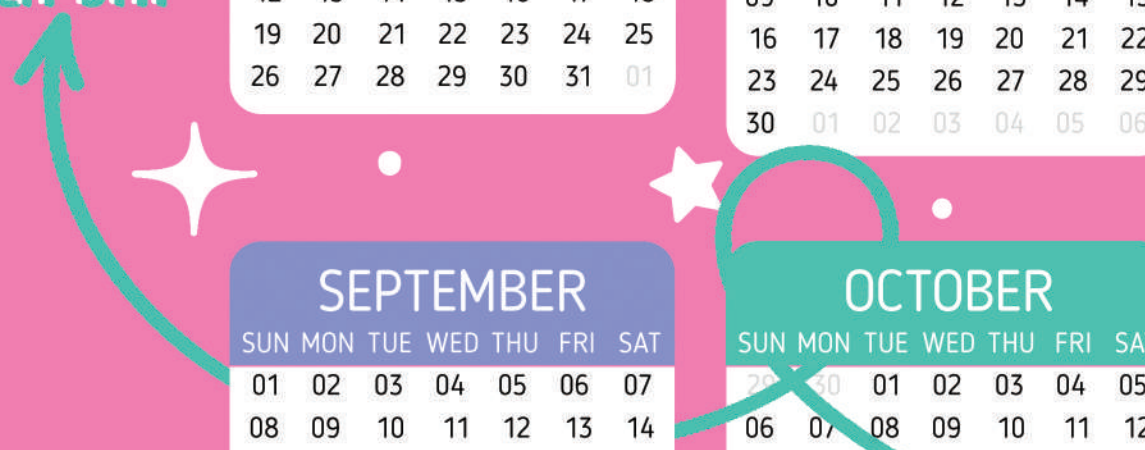 19 20 21 22 23 24 25
26 27 28 29 30 31 01
16 17 18 19 20 21 22
23 24 25 26 27 28 29
30 01 02 03 04 05 06
SEPTEMBER
SUN MON TUE WED THU FRI SAT
01 02 03 04 05 06 07
08 09 10 11 12 13 14
OCTOBER
SUN MON TUE WED THU FRI SA
29 30 01 02 03 04 05
06 07 08 09 10 11 12